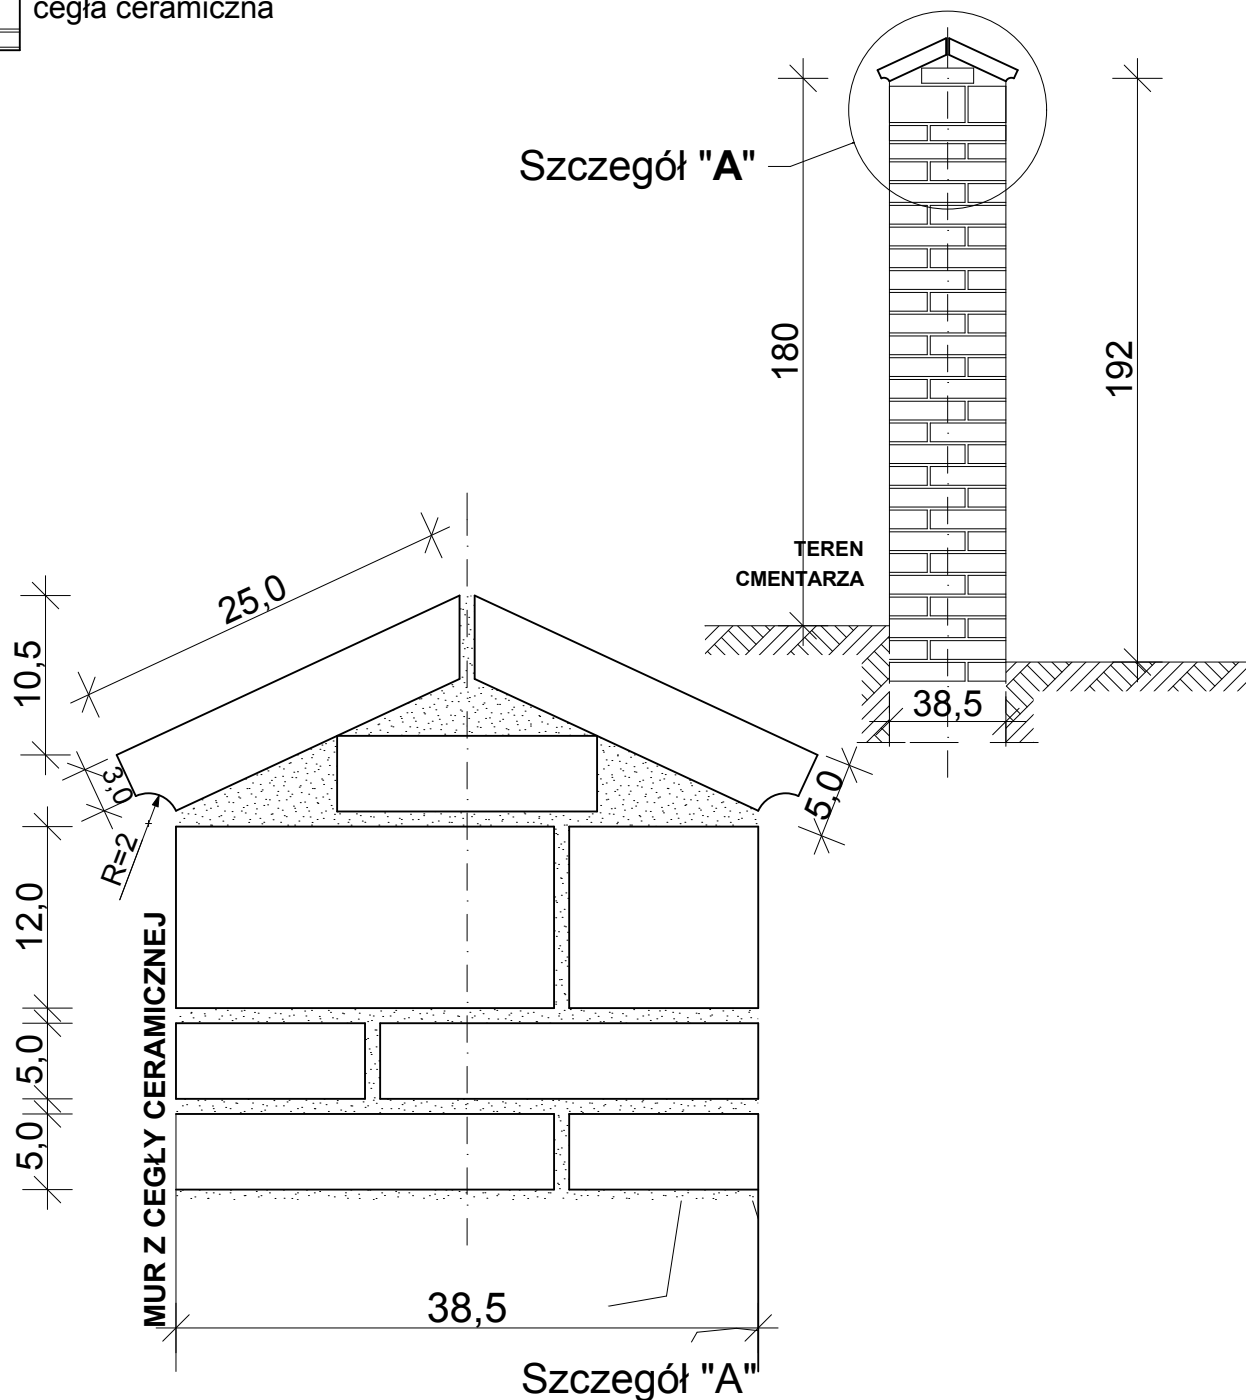 cegła ceramiczna
Szczegół "A"
180
192
TEREN
CMENTARZA
38,5
25,0
10,5
3,0
5,0
R=2
12,0
5,0
5,0
MUR Z CEGŁY CERAMICZNEJ
38,5
Szczegół "A"